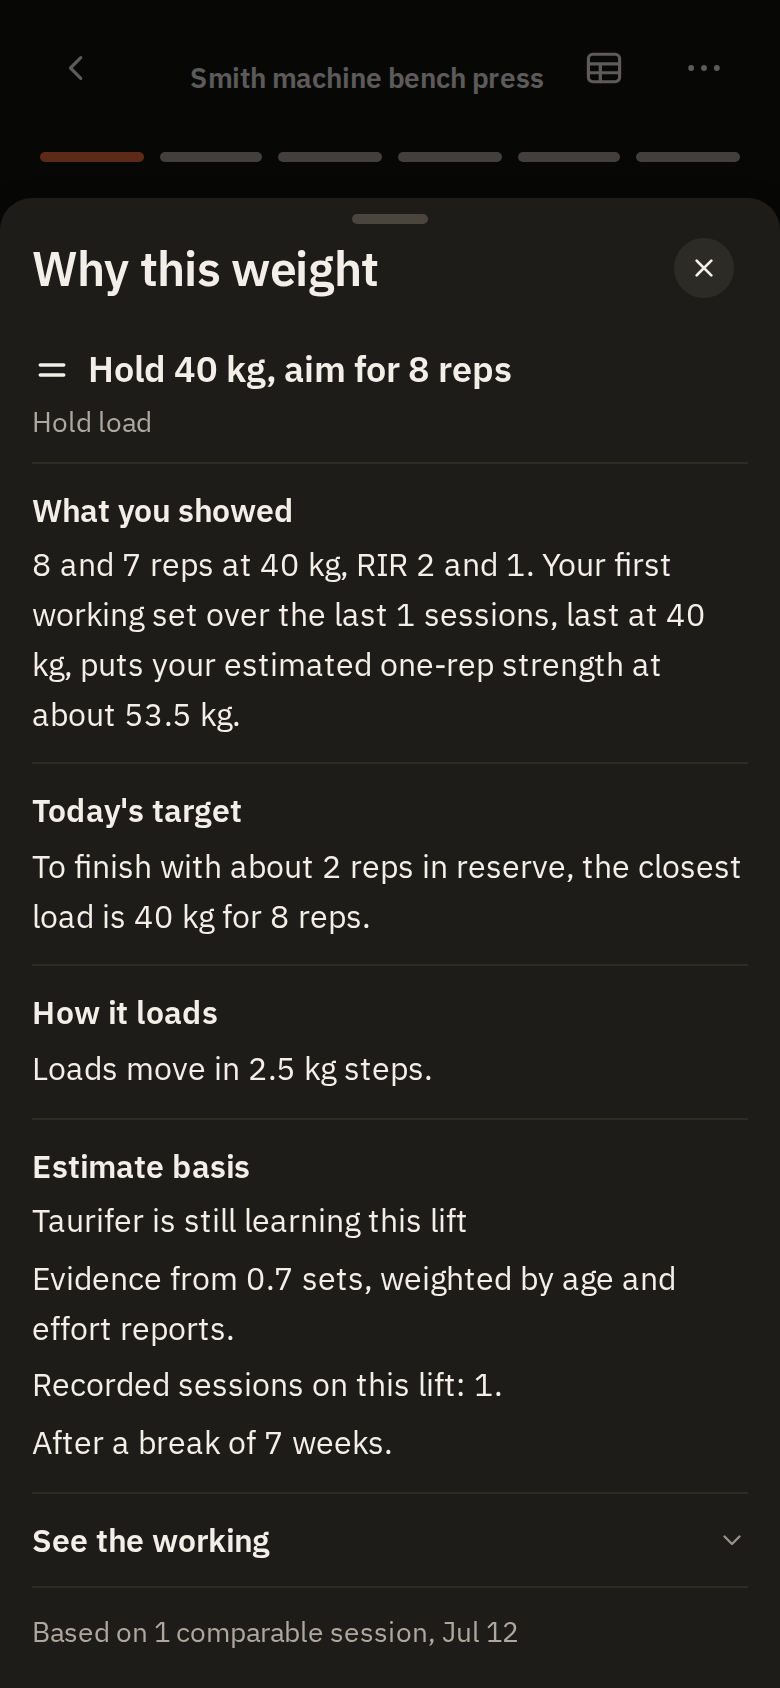 Smith machine bench press
Why this weight
Hold 40 kg, aim for 8 reps
Hold load
What you showed
8 and 7 reps at 40 kg, RIR 2 and 1. Your first
working set over the last 1 sessions, last at 40
kg, puts your estimated one-rep strength at
about 53.5 kg.
Today's target
To finish with about 2 reps in reserve, the closest
load is 40 kg for 8 reps.
How it loads
Loads move in 2.5 kg steps.
Estimate basis
Taurifer is still learning this lift
Evidence from 0.7 sets, weighted by age and
effort reports.
Recorded sessions on this lift: 1.
After a break of 7 weeks.
See the working
Based on 1 comparable session, Jul 12